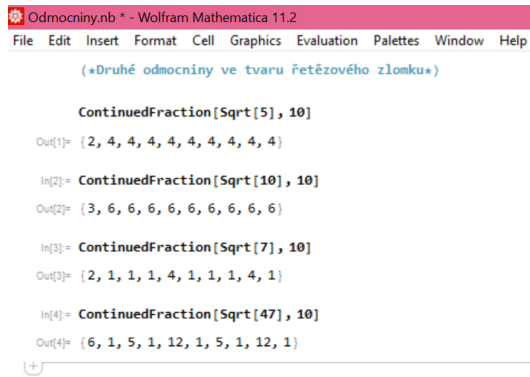 Odmocniny.nb * - Wolfram Mathematica 11.2
File Edit Insert Format Cell Graphics Evaluation Palettes Window Help
(*Druhé odmocniny ve tvaru řetězového zlomku*)
ContinuedFraction[Sqrt[5], 10]
Out[1]= {2, 4, 4, 4, 4, 4, 4, 4, 4, 4}
In[2]:= ContinuedFraction[Sqrt[10], 10]
Out[2]= {3, 6, 6, 6, 6, 6, 6, 6, 6, 6}
In[3]:= ContinuedFraction[Sqrt[7], 10]
Out[3]= {2, 1, 1, 1, 4, 1, 1, 1, 4, 1}
In[4]:= ContinuedFraction[Sqrt[47], 10]
Out[4]= {6, 1, 5, 1, 12, 1, 5, 1, 12, 1}